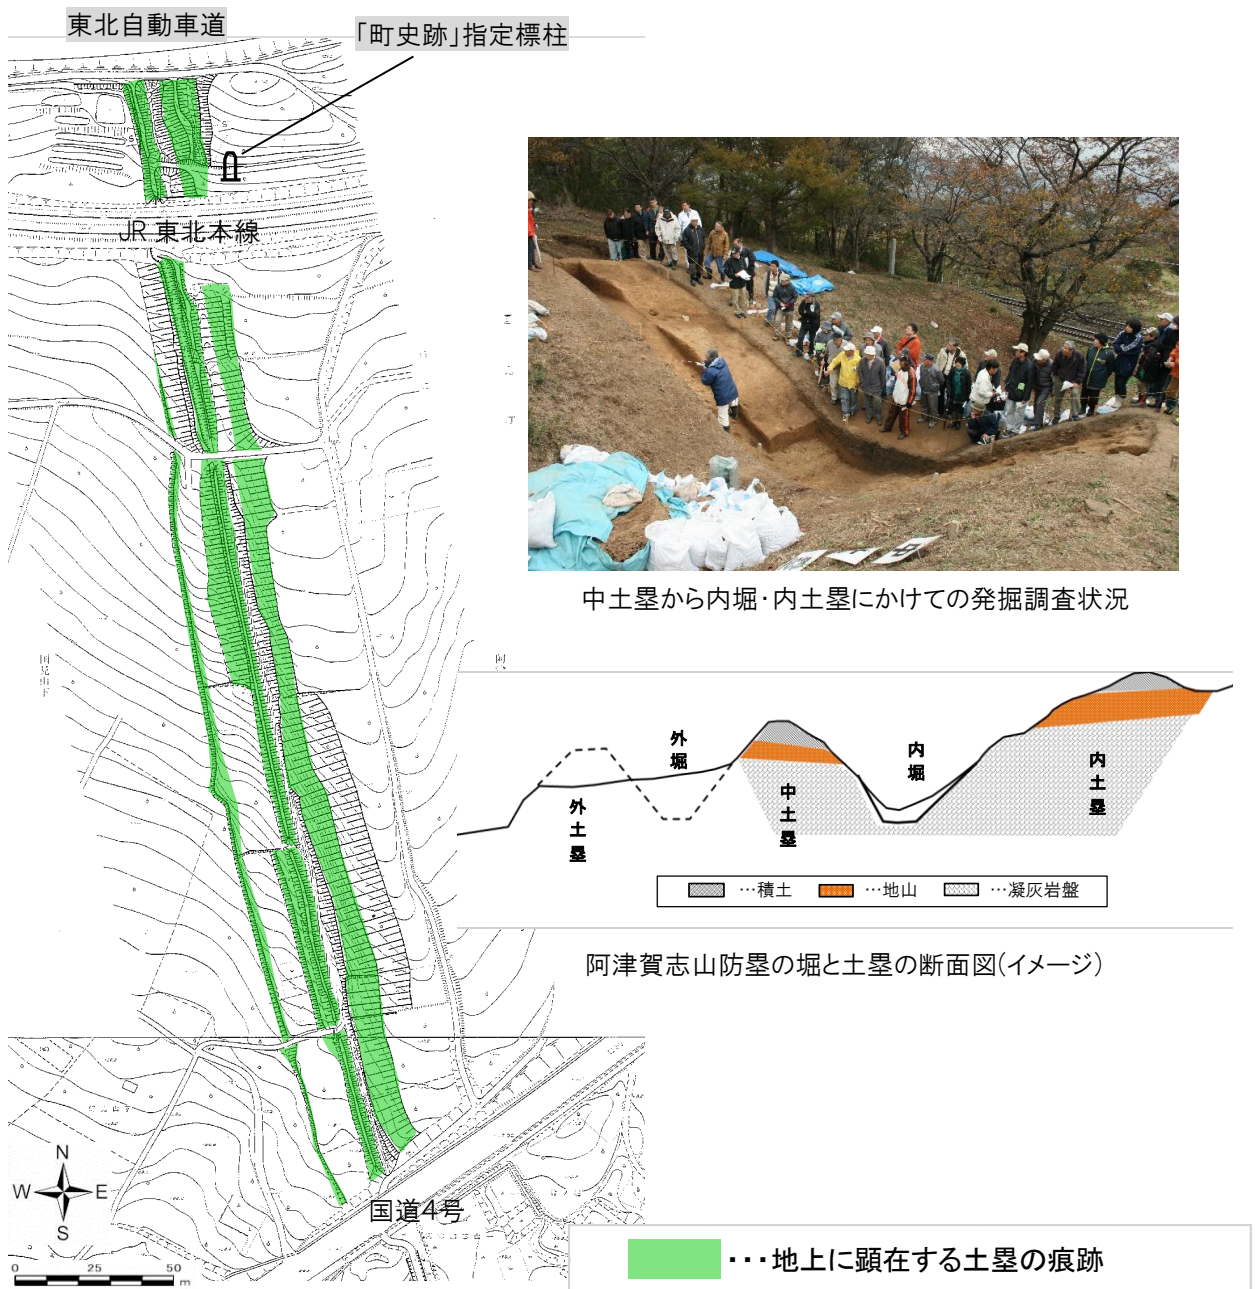 東北自動車道
「町史跡」指定標柱
JR 東北本線
中土塁から内堀・内土塁にかけての発掘調査状況
外堀
内堀
外土塁
中土塁
内土塁
…積土 …地山 …凝灰岩盤
阿津賀志山防塁の堀と土塁の断面図(イメージ)
N
W E
S
国道4号
0 25 50 m
・・・地上に顕在する土塁の痕跡